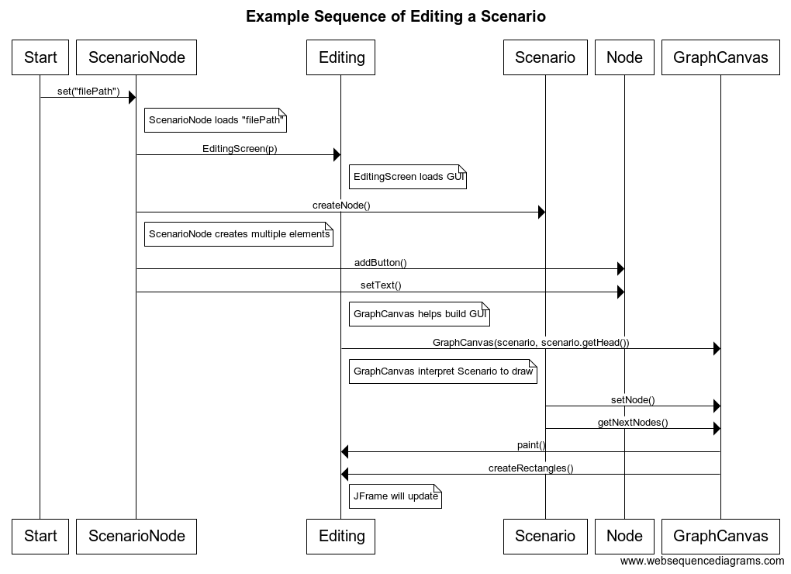 Example Sequence of Editing a Scenario
Start ScenarioNode Editing Scenario Node GraphCanvas
set("filePath")
ScenarioNode loads "filePath"
EditingScreen(p)
EditingScreen loads GUI
createNode()
ScenarioNode creates multiple elements
addButton()
setText()
GraphCanvas helps build GUI
GraphCanvas(scenario, scenario.getHead())
GraphCanvas interpret Scenario to draw
setNode()
getNextNodes()
paint()
createRectangles()
JFrame will update
Start ScenarioNode Editing Scenario Node GraphCanvas
www.websequencediagrams.com